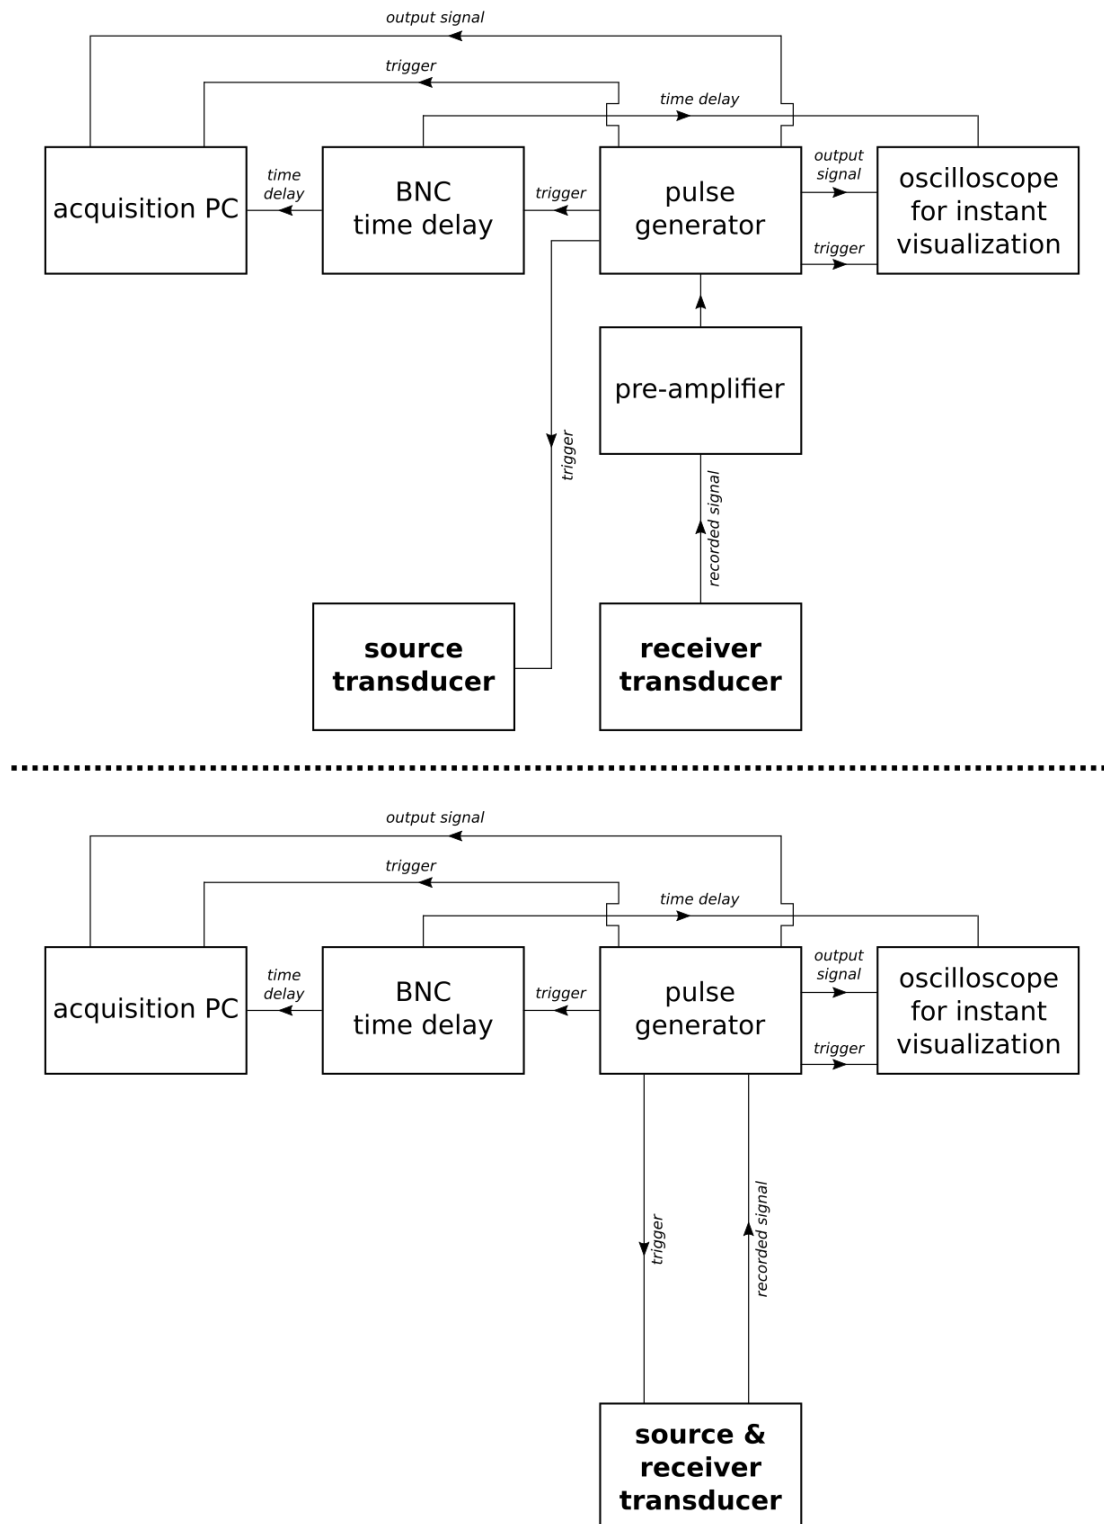 output signal
trigger
time delay
acquisition PC
time
delay
BNC
time delay
trigger
pulse
generator
output
signal
trigger
oscilloscope
for instant
visualization
pre-amplifier
trigger
recorded signal
source
transducer
receiver
transducer
output signal
trigger
time delay
acquisition PC
time
delay
BNC
time delay
trigger
pulse
generator
output
signal
trigger
oscilloscope
for instant
visualization
trigger
recorded signal
source &
receiver
transducer